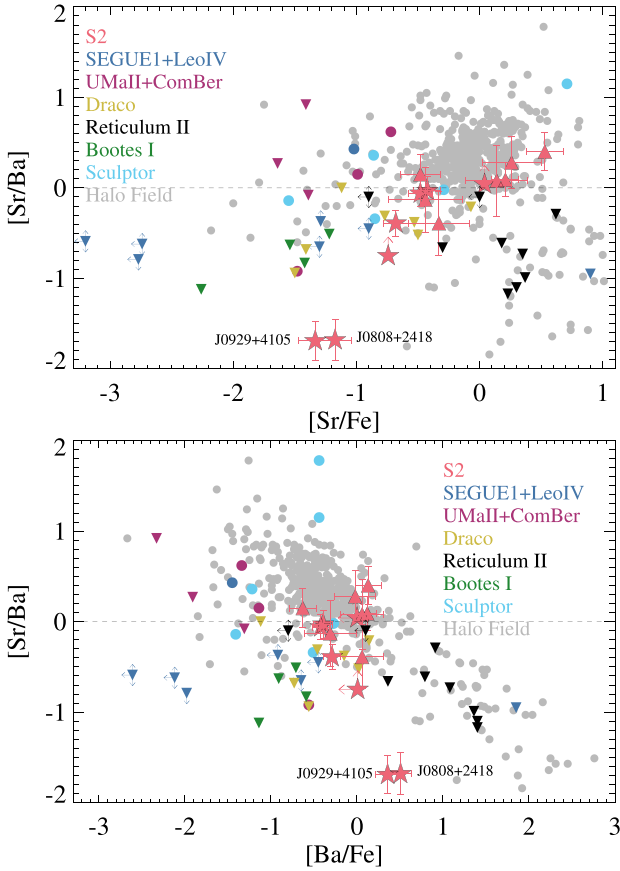 2
S2
SEGUE1+LeoIV
UMaII+ComBer
Draco
Reticulum II
Bootes I
Sculptor
Halo Field
1
[Sr/Ba]
0
-1
J0929+4105
J0808+2418
-2
-3
-2
-1
0
1
[Sr/Fe]
2
S2
SEGUE1+LeoIV
UMaII+ComBer
Draco
Reticulum II
Bootes I
Sculptor
Halo Field
1
[Sr/Ba]
0
-1
J0929+4105
J0808+2418
-2
-3
-2
-1
0
1
2
3
[Ba/Fe]